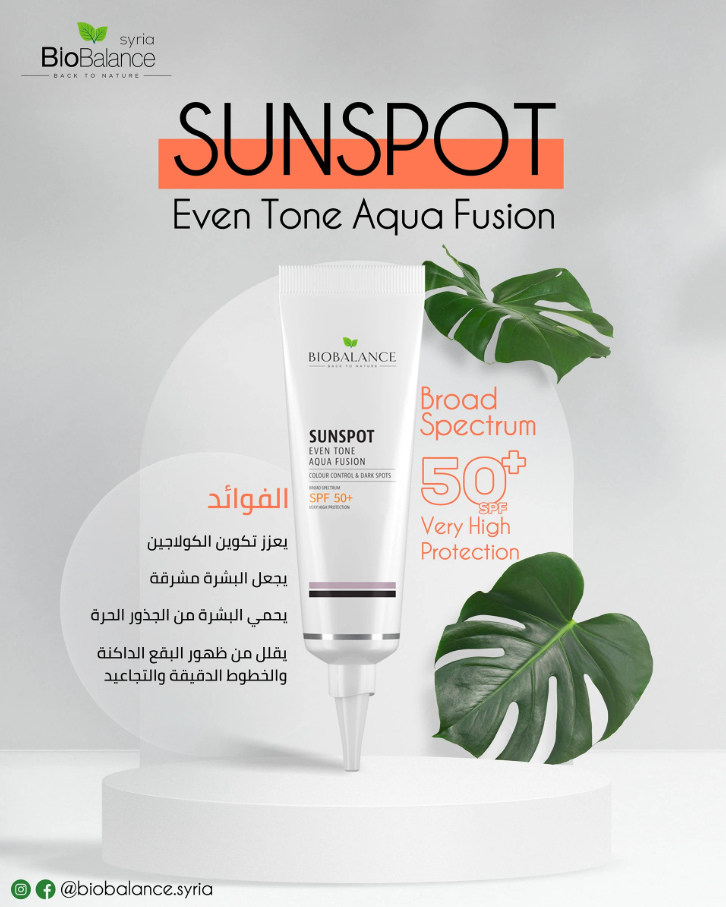 syria
BioBalance
BACK TO NATURE
SUNSPOT
Even Tone Aqua Fusion
BIOBALANCE
BACK TO NATURE
SUNSPOT
EVEN TONE
AQUA FUSION
COLOUR CONTROL & DARK SPOTS
BROAD SPECTRUM
SPF 50+
VERY HIGH PROTECTION
Broad
Spectrum
50+
SPF
Very High
Protection
الفوائد
يعزز تكوين الكولاجين
يجعل البشرة مشرقة
يحمي البشرة من الجذور الحرة
يقلل من ظهور البقع الداكنة
والخطوط الدقيقة والتجاعيد
@biobalance.syria